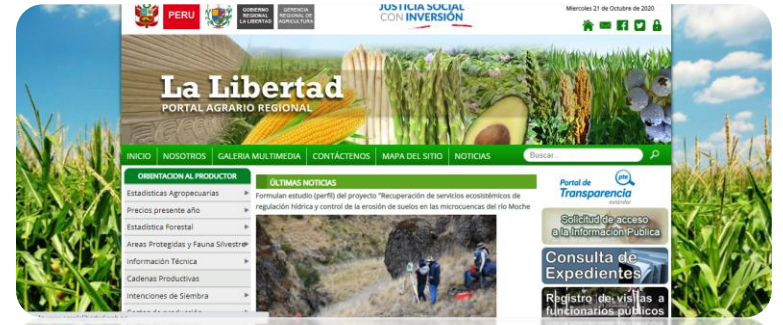 PERU
GOBIERNO
REGIONAL
LA LIBERTAD
GERENCIA
REGIONAL DE
AGRICULTURA
JUSTICIA SOCIAL
CON INVERSIÓN
Miercoles 21 de Octubre de 2020
La Libertad
PORTAL AGRARIO REGIONAL
INICIO NOSOTROS GALERIA MULTIMEDIA CONTÁCTENOS MAPA DEL SITIO NOTICIAS Buscar...
ORIENTACION AL PRODUCTOR
Estadísticas Agropecuarias
Precios presente año
Estadística Forestal
Areas Protegidas y Fauna Silvestre
Información Técnica
Cadenas Productivas
Intenciones de Siembra
ÚLTIMAS NOTICIAS
Formulan estudio (perfil) del proyecto "Recuperación de servicios ecosistémicos de
regulación hídrica y control de la erosión de suelos en las microcuencas del río Moche
Portal de
pte
Transparencia
estándar
Solicitud de acceso
a la Información Publica
Consulta de
Expedientes
Registro de visitas a
funcionarios públicos